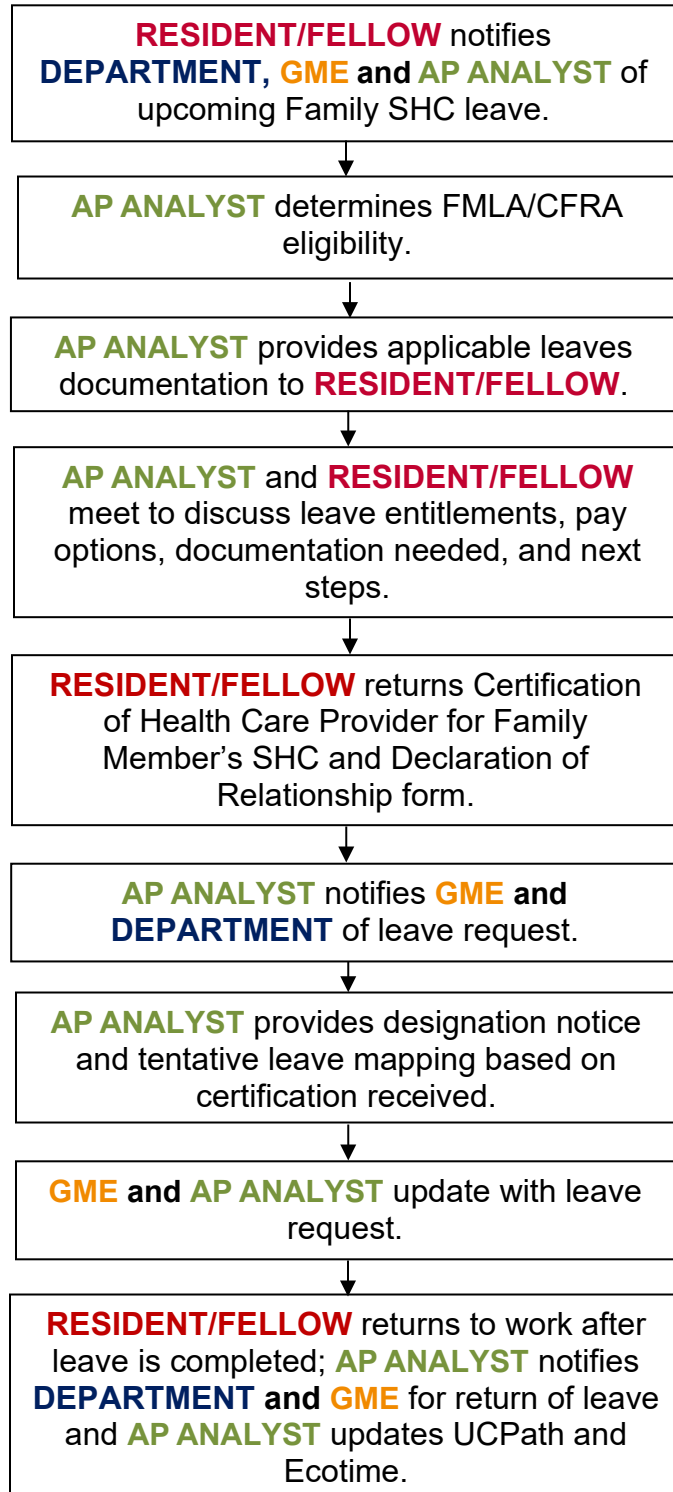 RESIDENT/FELLOW notifies
DEPARTMENT, GME and AP ANALYST of
upcoming Family SHC leave.
AP ANALYST determines FMLA/CFRA
eligibility.
AP ANALYST provides applicable leaves
documentation to RESIDENT/FELLOW.
AP ANALYST and RESIDENT/FELLOW
meet to discuss leave entitlements, pay
options, documentation needed, and next
steps.
RESIDENT/FELLOW returns Certification
of Health Care Provider for Family
Member’s SHC and Declaration of
Relationship form.
AP ANALYST notifies GME and
DEPARTMENT of leave request.
AP ANALYST provides designation notice
and tentative leave mapping based on
certification received.
GME and AP ANALYST update with leave
request.
RESIDENT/FELLOW returns to work after
leave is completed; AP ANALYST notifies
DEPARTMENT and GME for return of leave
and AP ANALYST updates UCPath and
Ecotime.